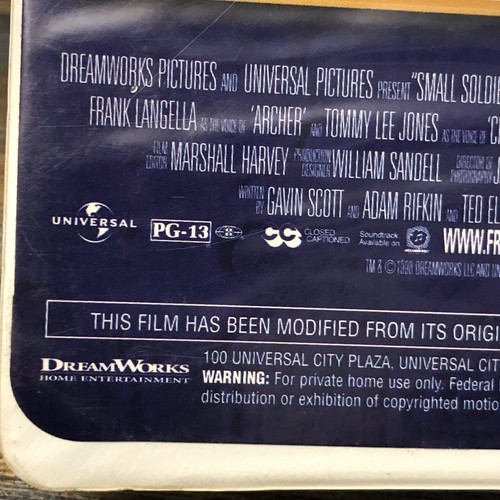 DREAMWORKS PICTURES AND UNIVERSAL PICTURES PRESENT "SMALL SOLDIE
FRANK LANGELLA AS THE VOICE OF 'ARCHER' AND TOMMY LEE JONES AS THE VOICE OF 'C
FILM EDITOR MARSHALL HARVEY PRODUCTION DESIGNER WILLIAM SANDELL DIRECTOR OF PHOTOGRAPHY J
WRITTEN BY GAVIN SCOTT AND ADAM RIFKIN AND TED EL
UNIVERSAL PG-13 CC CLOSED CAPTIONED Soundtrack Available on WWW.FR
TM & © 1998 DREAMWORKS LLC AND UN
THIS FILM HAS BEEN MODIFIED FROM ITS ORIGI
DREAMWORKS HOME ENTERTAINMENT
100 UNIVERSAL CITY PLAZA, UNIVERSAL CIT
WARNING: For private home use only. Federal
distribution or exhibition of copyrighted motio